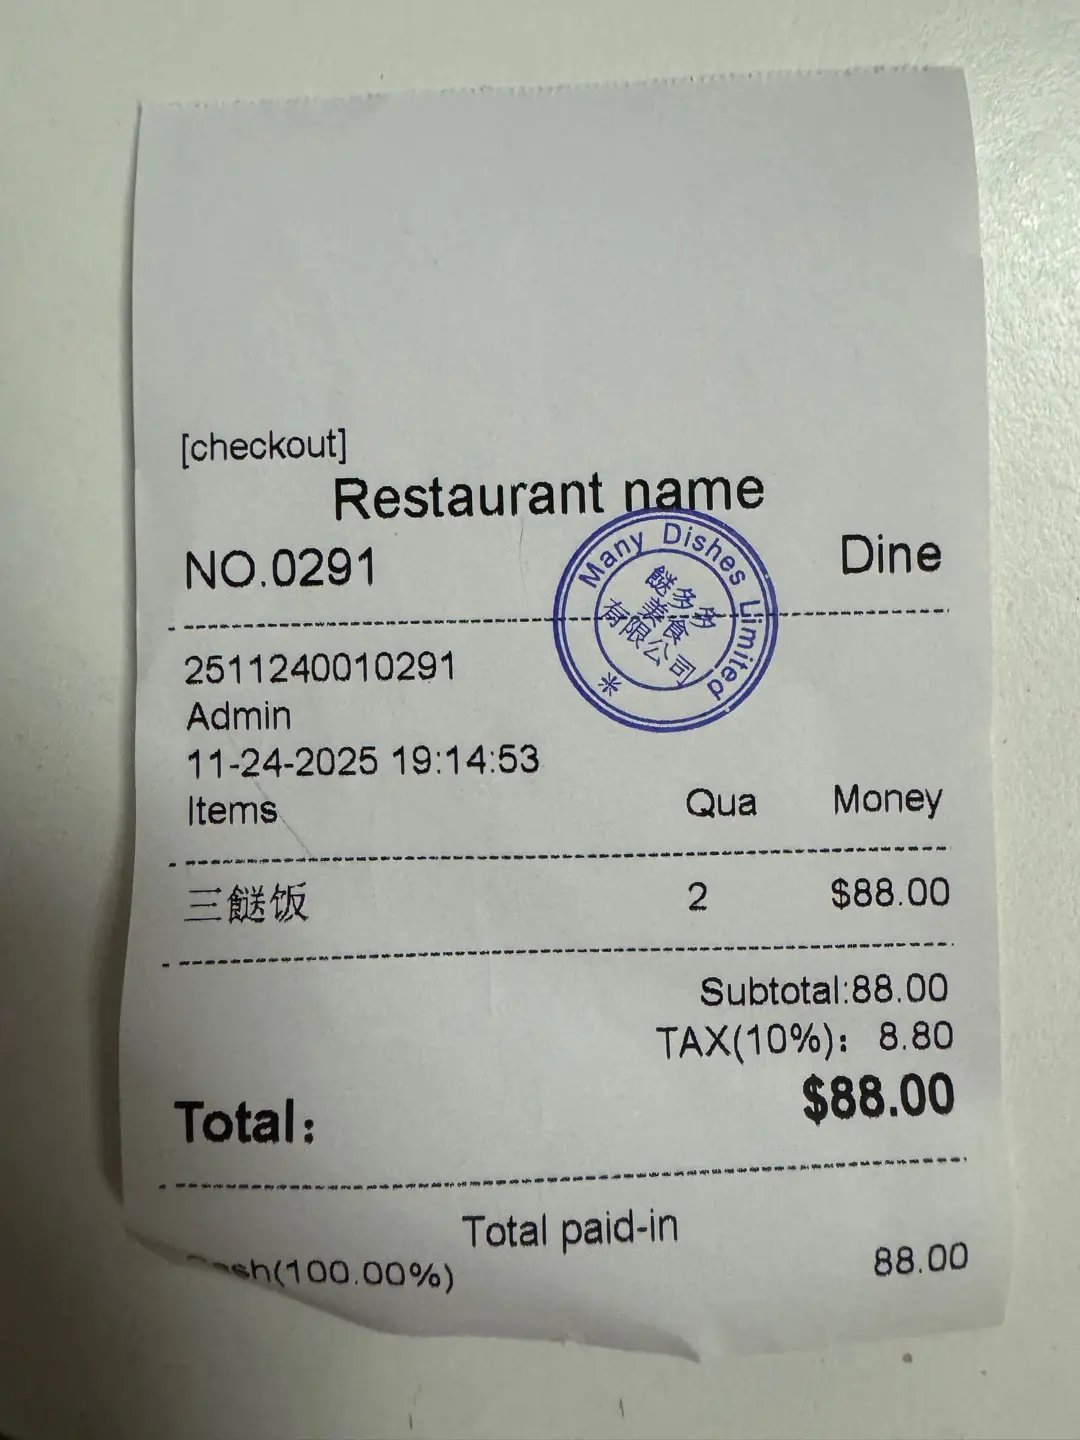 [checkout]
Restaurant name
NO.0291 Dine
Many Dishes Limited
餸多多
美食
有限公司
2511240010291
Admin
11-24-2025 19:14:53
Items Qua Money
三餸饭 2 $88.00
Subtotal:88.00
TAX(10%)： 8.80
Total： $88.00
Total paid-in
Cash(100.00%) 88.00